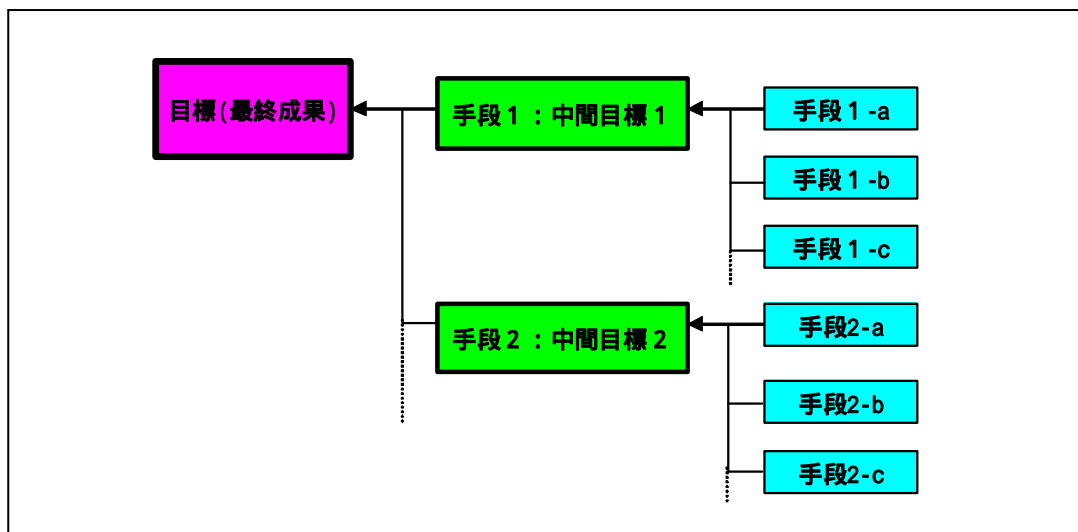 目標(最終成果)
手段1:中間目標1
手段1-a
手段1-b
手段1-c
手段2:中間目標2
手段2-a
手段2-b
手段2-c